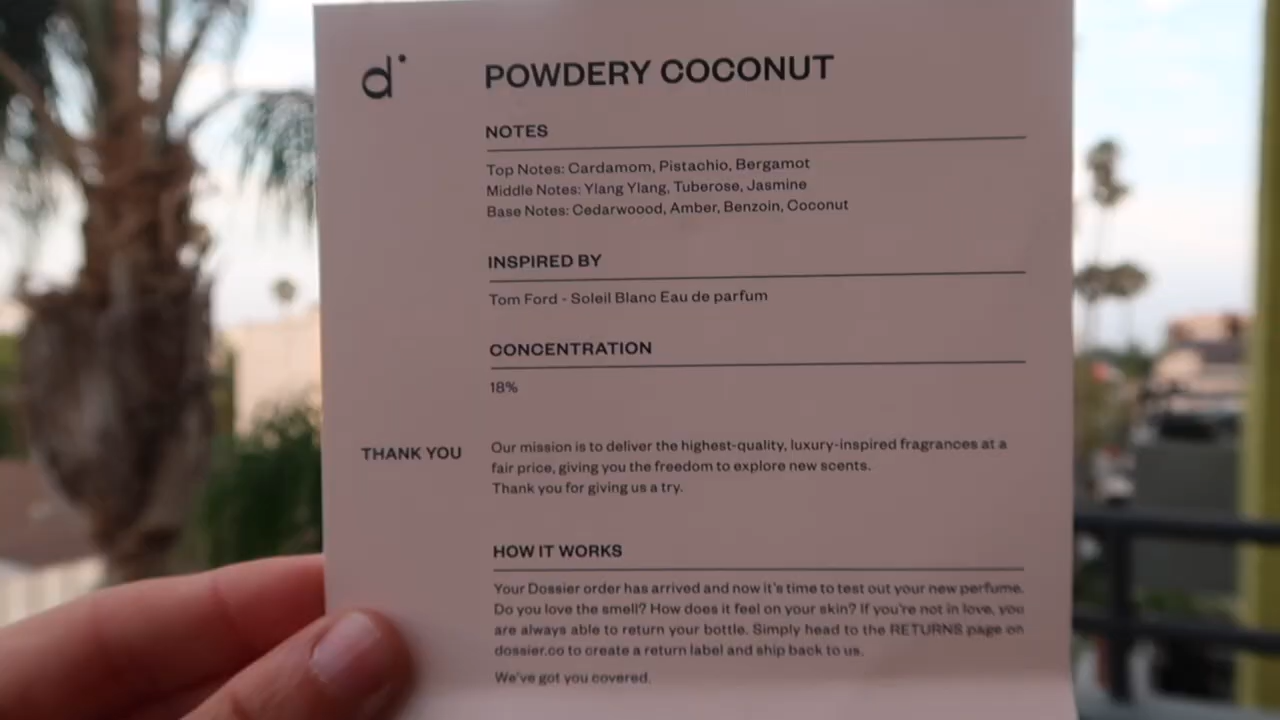 d°
POWDERY COCONUT
NOTES
Top Notes: Cardamom, Pistachio, Bergamot
Middle Notes: Ylang Ylang, Tuberose, Jasmine
Base Notes: Cedarwoood, Amber, Benzoin, Coconut
INSPIRED BY
Tom Ford - Soleil Blanc Eau de parfum
CONCENTRATION
18%
THANK YOU
Our mission is to deliver the highest-quality, luxury-inspired fragrances at a
fair price, giving you the freedom to explore new scents.
Thank you for giving us a try.
HOW IT WORKS
Your Dossier order has arrived and now it's time to test out your new perfume.
Do you love the smell? How does it feel on your skin? If you're not in love, you
are always able to return your bottle. Simply head to the RETURNS page on
dossier.co to create a return label and ship back to us.
We've got you covered.